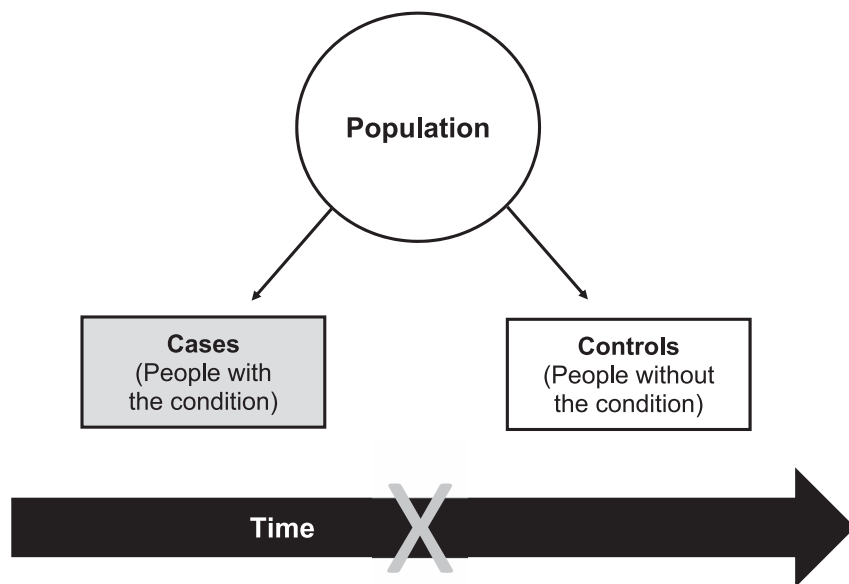 Population
Cases
(People with
the condition)
Controls
(People without
the condition)
Time
X